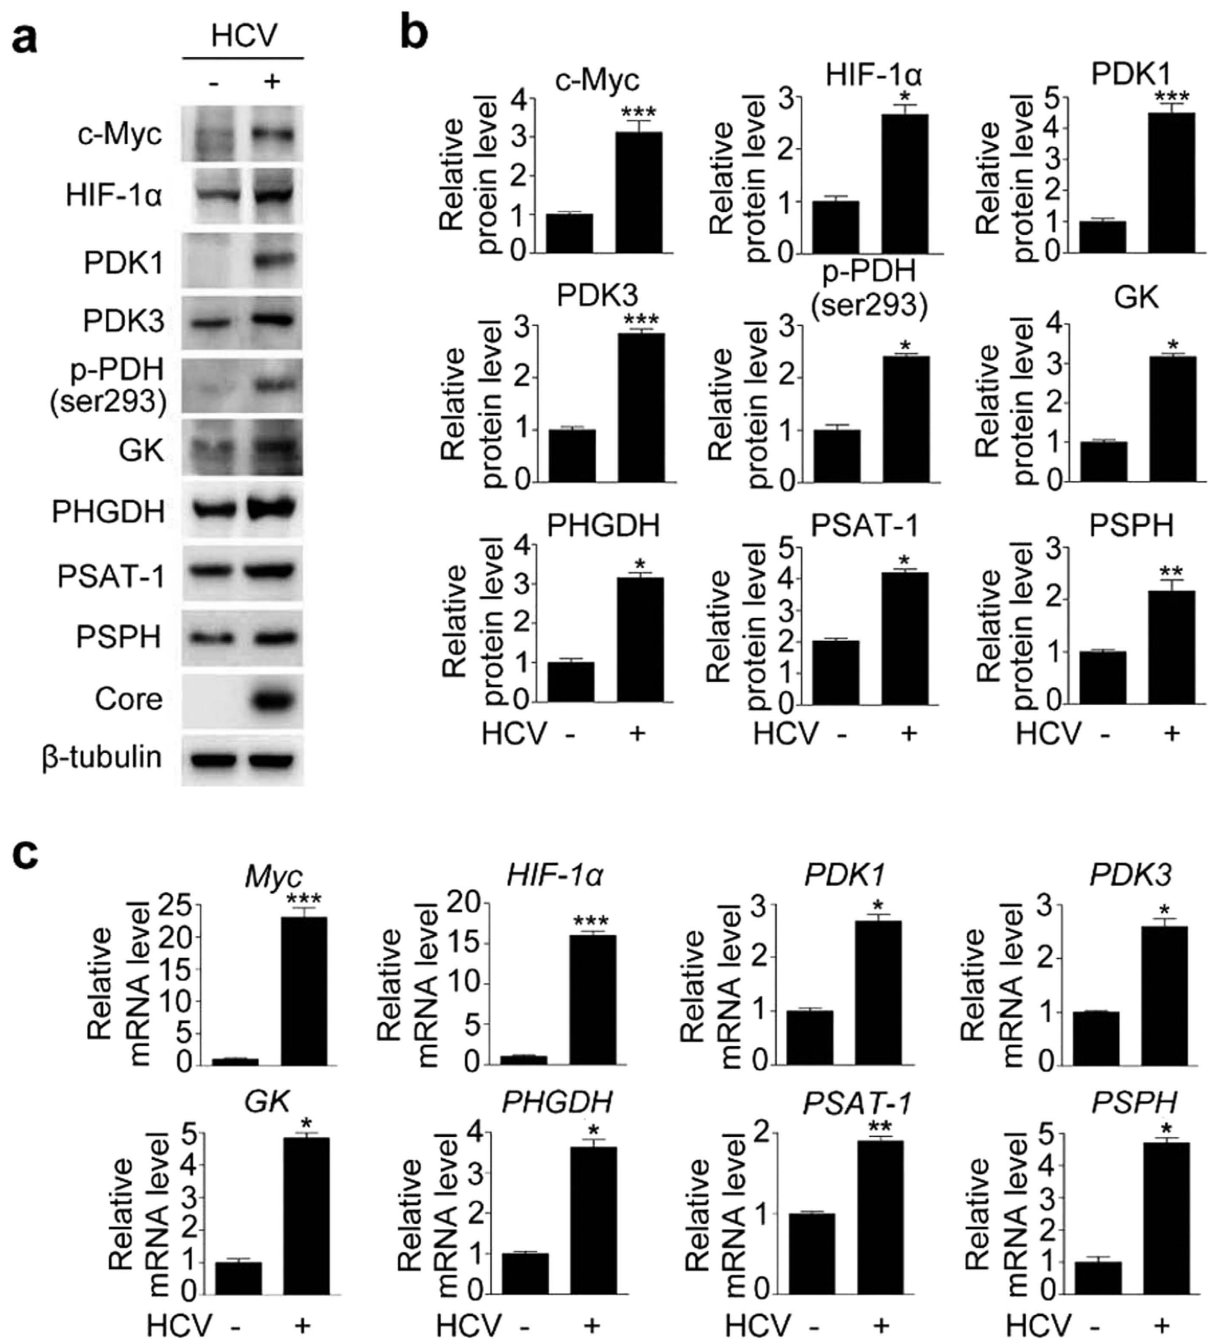 a
HCV
- +
c-Myc
HIF-1α
PDK1
PDK3
p-PDH
(ser293)
GK
PHGDH
PSAT-1
PSPH
Core
β-tubulin
b
c-Myc
Relative
proein level
4
3
2
1
0
***
HIF-1α
Relative
protein level
3
2
1
0
*
PDK1
Relative
protein level
5
4
3
2
1
0
***
PDK3
Relative
protein level
3
2
1
0
***
p-PDH
(ser293)
Relative
protein level
3
2
1
0
*
GK
Relative
protein level
4
3
2
1
0
*
PHGDH
Relative
protein level
4
3
2
1
0
*
HCV - +
PSAT-1
Relative
protein level
5
4
3
2
1
0
*
HCV - +
PSPH
Relative
protein level
3
2
1
0
**
HCV - +
c
Myc
Relative
mRNA level
25
20
15
10
5
0
***
HIF-1α
Relative
mRNA level
20
15
10
5
0
***
PDK1
Relative
mRNA level
3
2
1
0
*
PDK3
Relative
mRNA level
3
2
1
0
*
GK
Relative
mRNA level
5
4
3
2
1
0
*
HCV - +
PHGDH
Relative
mRNA level
4
3
2
1
0
*
HCV - +
PSAT-1
Relative
mRNA level
2
1
0
**
HCV - +
PSPH
Relative
mRNA level
5
4
3
2
1
0
*
HCV - +